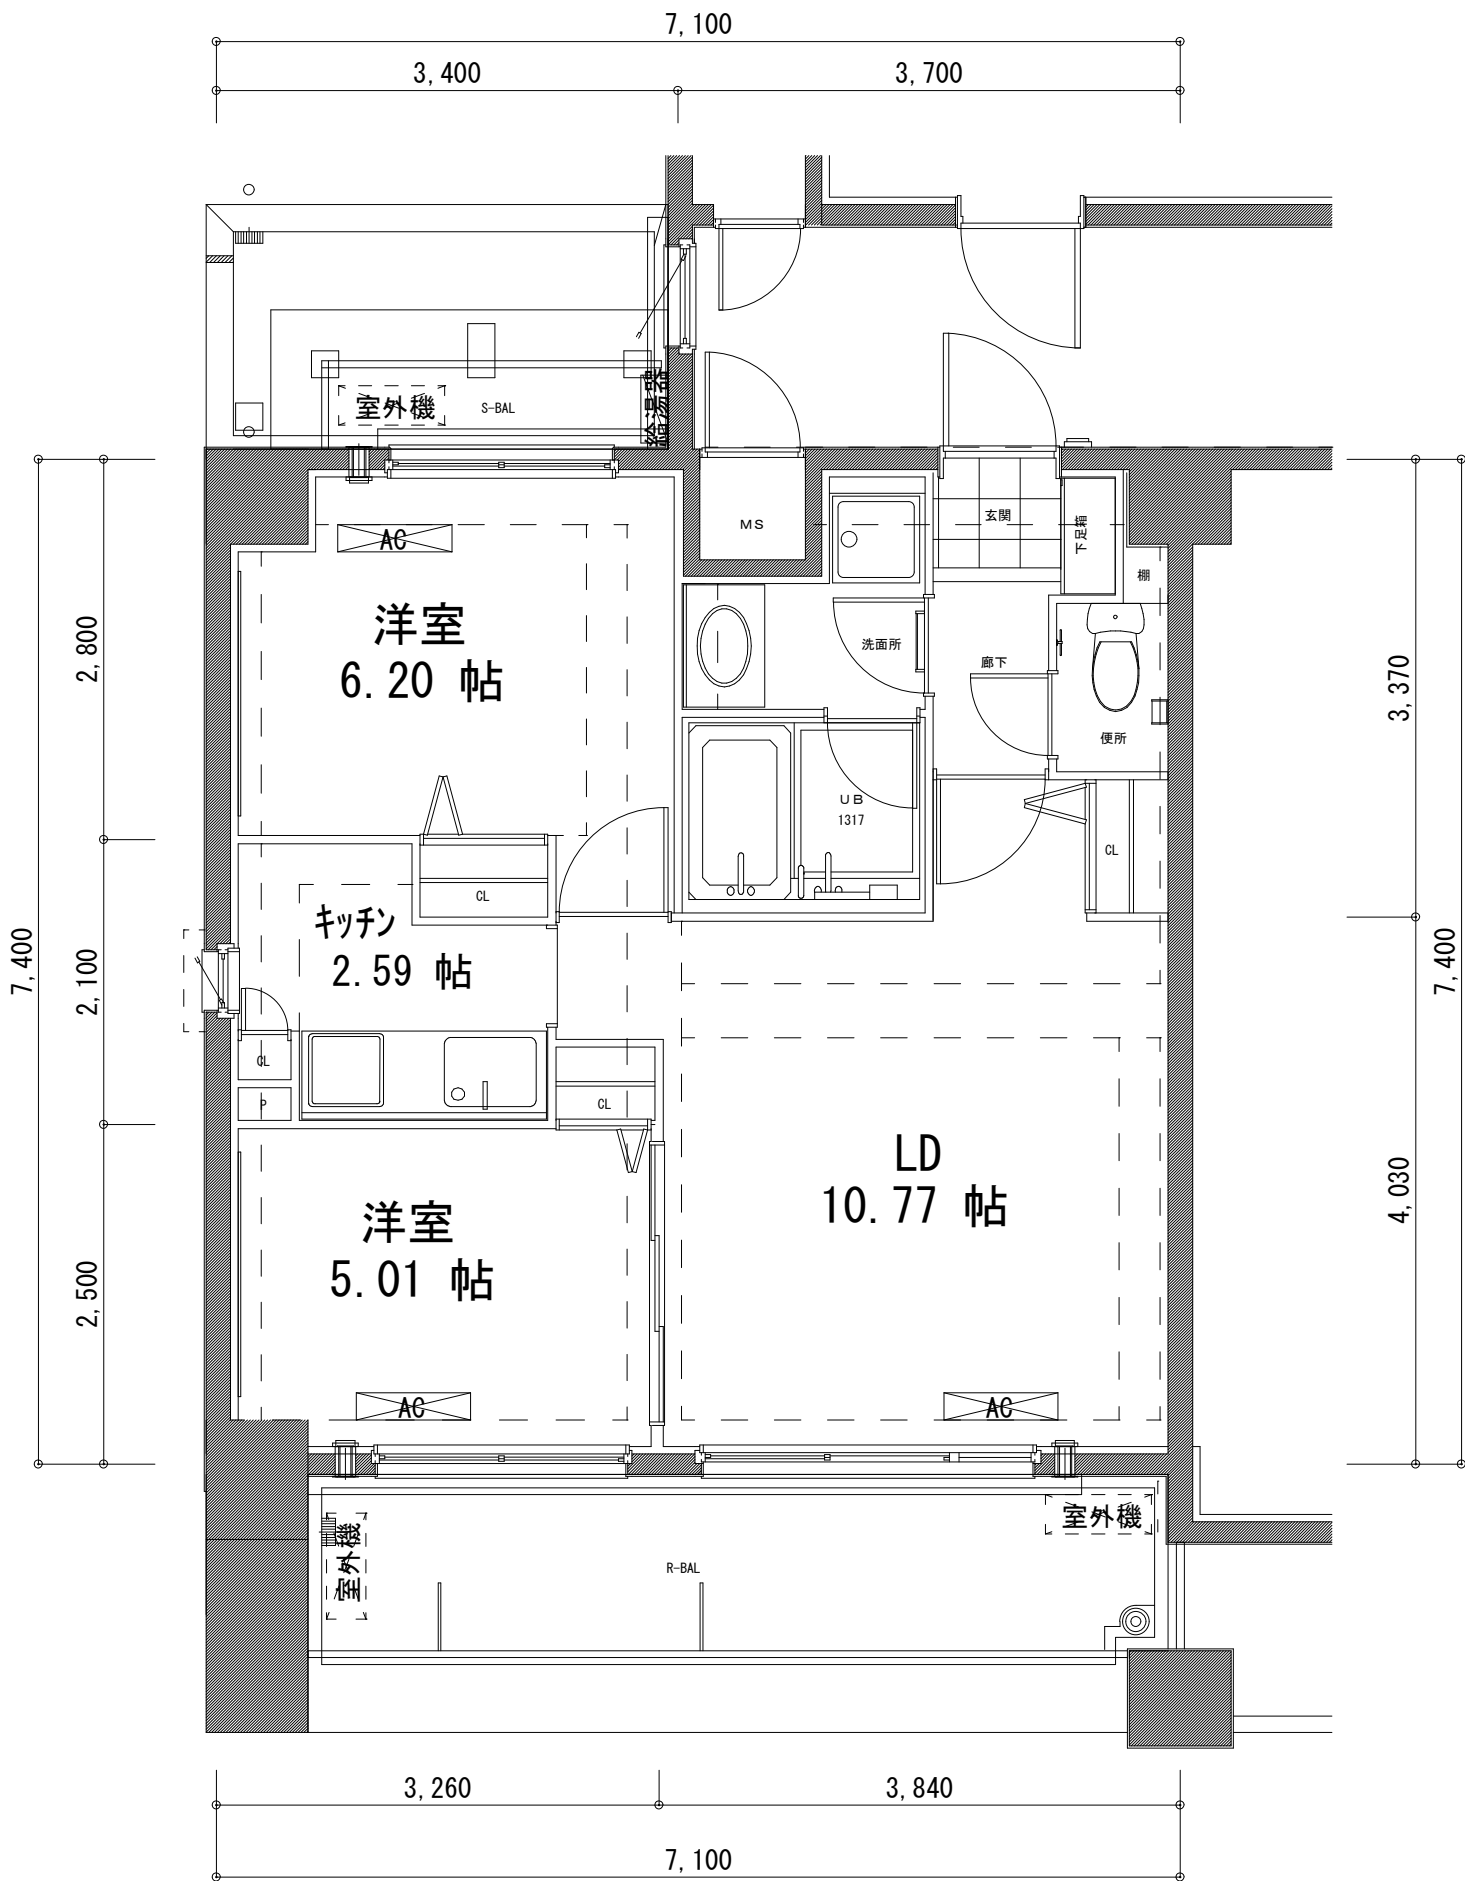 7,100
3,400
3,700
室外機
S-BAL
給湯器
AC
MS
玄関
下足箱
棚
洋室
6.20 帖
洗面所
廊下
便所
2,800
3,370
UB
1317
CL
CL
キッチン
2.59 帖
7,400
2,100
7,400
CL
P
CL
LD
10.77 帖
洋室
5.01 帖
2,500
4,030
AC
AC
室外機
室外機
R-BAL
3,260
3,840
7,100